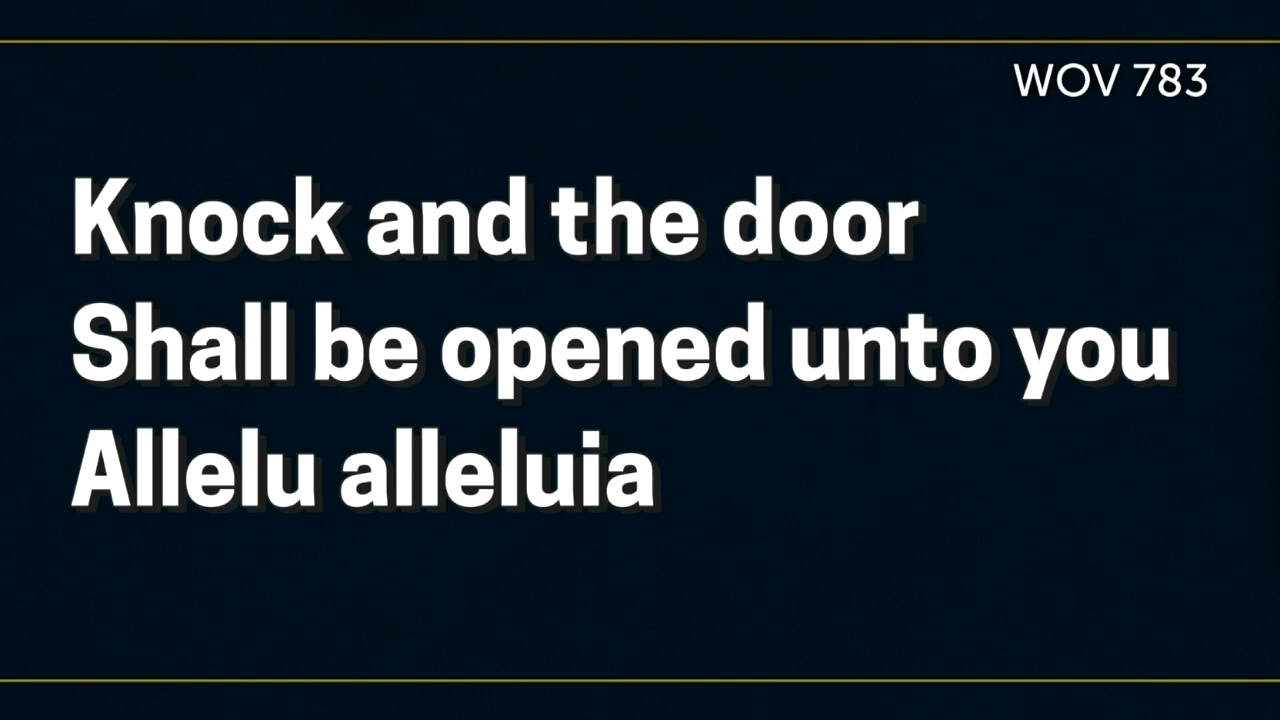 WOV 783
Knock and the door
Shall be opened unto you
Allelu alleluia